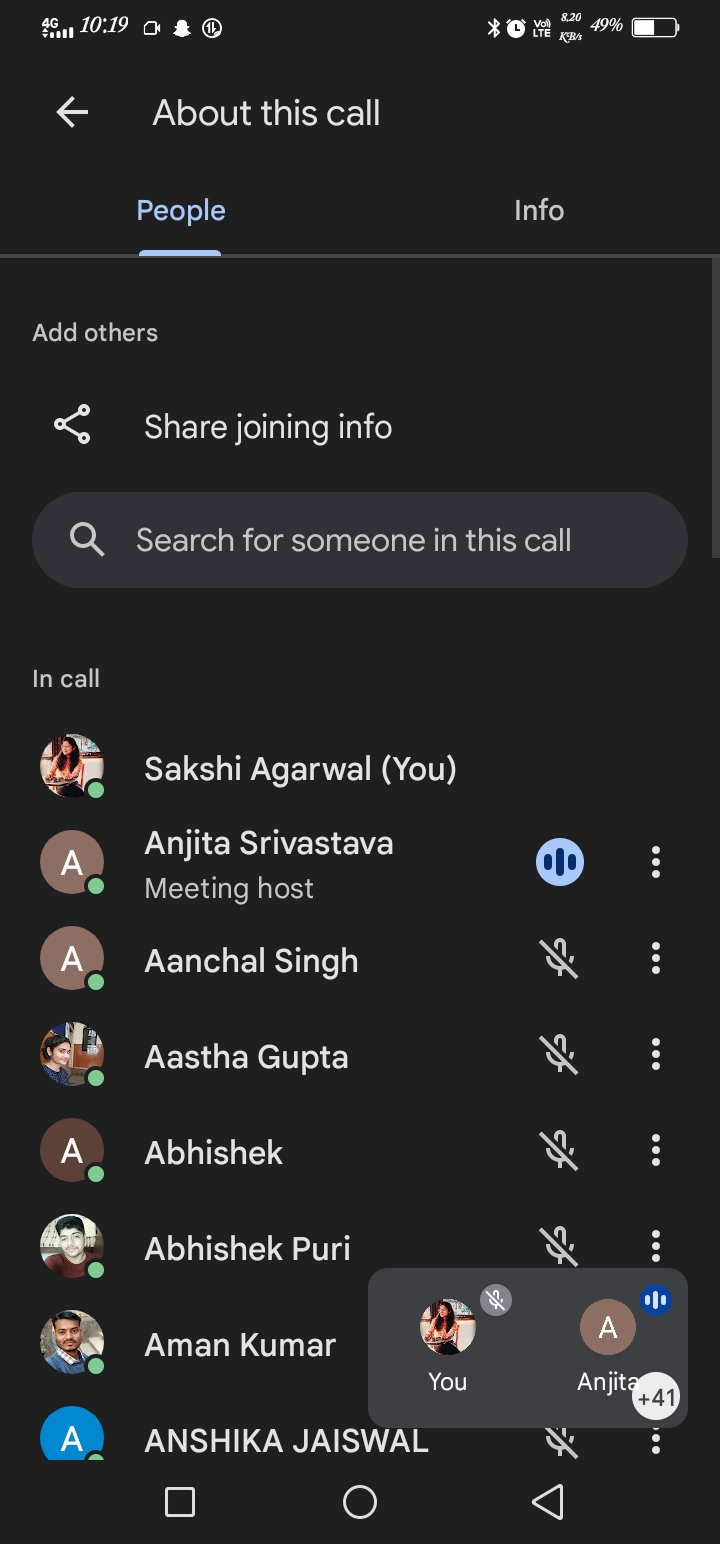 4G 10:19 Vo) LTE 8.20 KB/s 49%
About this call
People Info
Add others
Share joining info
Search for someone in this call
In call
Sakshi Agarwal (You)
A Anjita Srivastava
Meeting host
A Aanchal Singh
Aastha Gupta
A Abhishek
Abhishek Puri
Aman Kumar
A
You Anjita
+41
A ANSHIKA JAISWAL